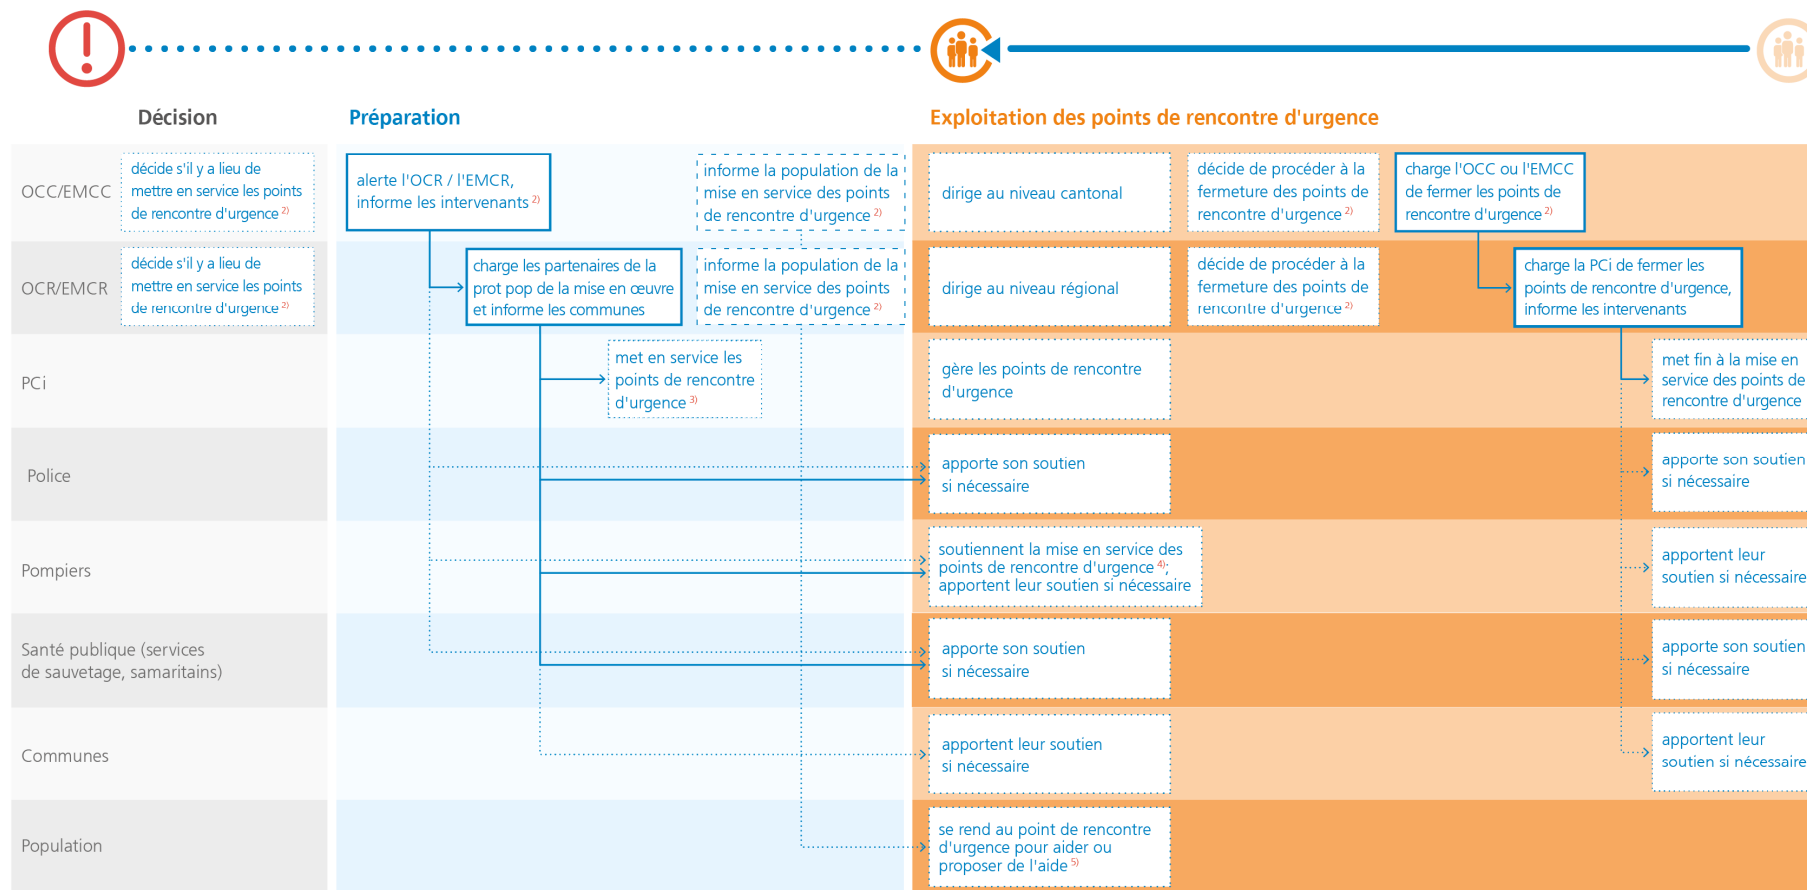 Décision
Préparation
Exploitation des points de rencontre d'urgence
OCC/EMCC
décide s'il y a lieu de
mettre en service les points
de rencontre d'urgence 2)
alerte l'OCR / l'EMCR,
informe les intervenants 2)
informe la population de la
mise en service des points
de rencontre d'urgence 2)
dirige au niveau cantonal
décide de procéder à la
fermeture des points de
rencontre d'urgence 2)
charge l'OCC ou l'EMCC
de fermer les points de
rencontre d'urgence 2)
OCR/EMCR
décide s'il y a lieu de
mettre en service les points
de rencontre d'urgence 2)
charge les partenaires de la
prot pop de la mise en œuvre
et informe les communes
informe la population de la
mise en service des points
de rencontre d'urgence 2)
dirige au niveau régional
décide de procéder à la
fermeture des points de
rencontre d'urgence 2)
charge la PCi de fermer les
points de rencontre d'urgence,
informe les intervenants
PCi
met en service les
points de rencontre
d'urgence 3)
gère les points de rencontre
d'urgence
met fin à la mise en
service des points de
rencontre d'urgence
Police
apporte son soutien
si nécessaire
apporte son soutien
si nécessaire
Pompiers
soutiennent la mise en service des
points de rencontre d'urgence 4);
apportent leur soutien si nécessaire
apportent leur
soutien si nécessaire
Santé publique (services
de sauvetage, samaritains)
apporte son soutien
si nécessaire
apporte son soutien
si nécessaire
Communes
apportent leur soutien
si nécessaire
apportent leur
soutien si nécessaire
Population
se rend au point de rencontre
d'urgence pour aider ou
proposer de l'aide 5)